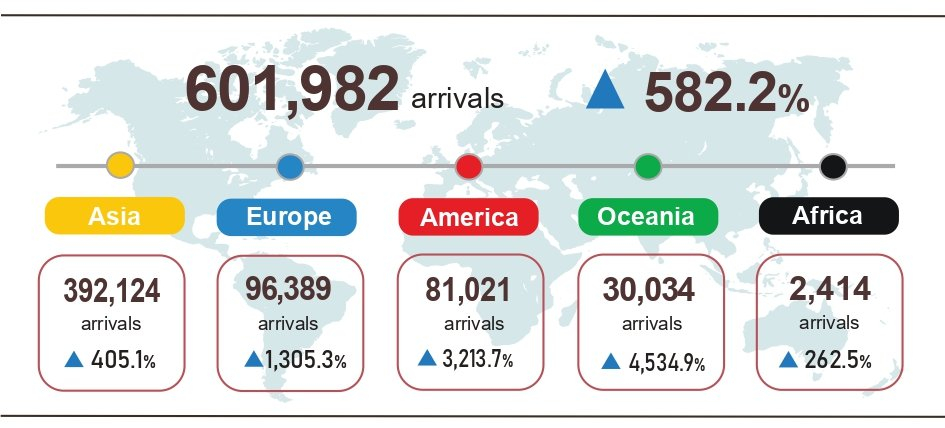 601,982 arrivals ▲ 582.2%
Asia Europe America Oceania Africa
392,124 96,389 81,021 30,034 2,414
arrivals arrivals arrivals arrivals arrivals
▲ 405.1% ▲ 1,305.3% ▲ 3,213.7% ▲ 4,534.9% ▲ 262.5%